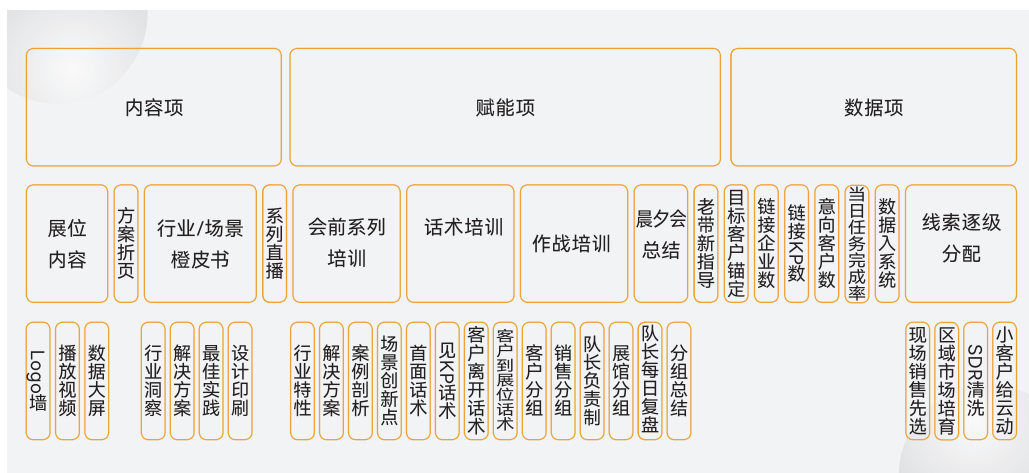 内容项
赋能项
数据项
展位
内容
方案折页
行业/场景
橙皮书
系列直播
会前系列
培训
话术培训
作战培训
晨夕会
总结
老带新指导
目标客户锚定
链接企业数
链接KP数
意向客户数
当日任务完成率
数据入系统
线索逐级
分配
Logo墙
播放视频
数据大屏
行业洞察
解决方案
最佳实践
设计印刷
行业特性
解决方案
案例剖析
场景创新点
首面话术
见KP话术
客户离开话术
客户到展位话术
客户分组
销售分组
队长负责制
展馆分组
队长每日复盘
分组总结
现场销售先选
区域市场培育
SDR清洗
小客户给云动